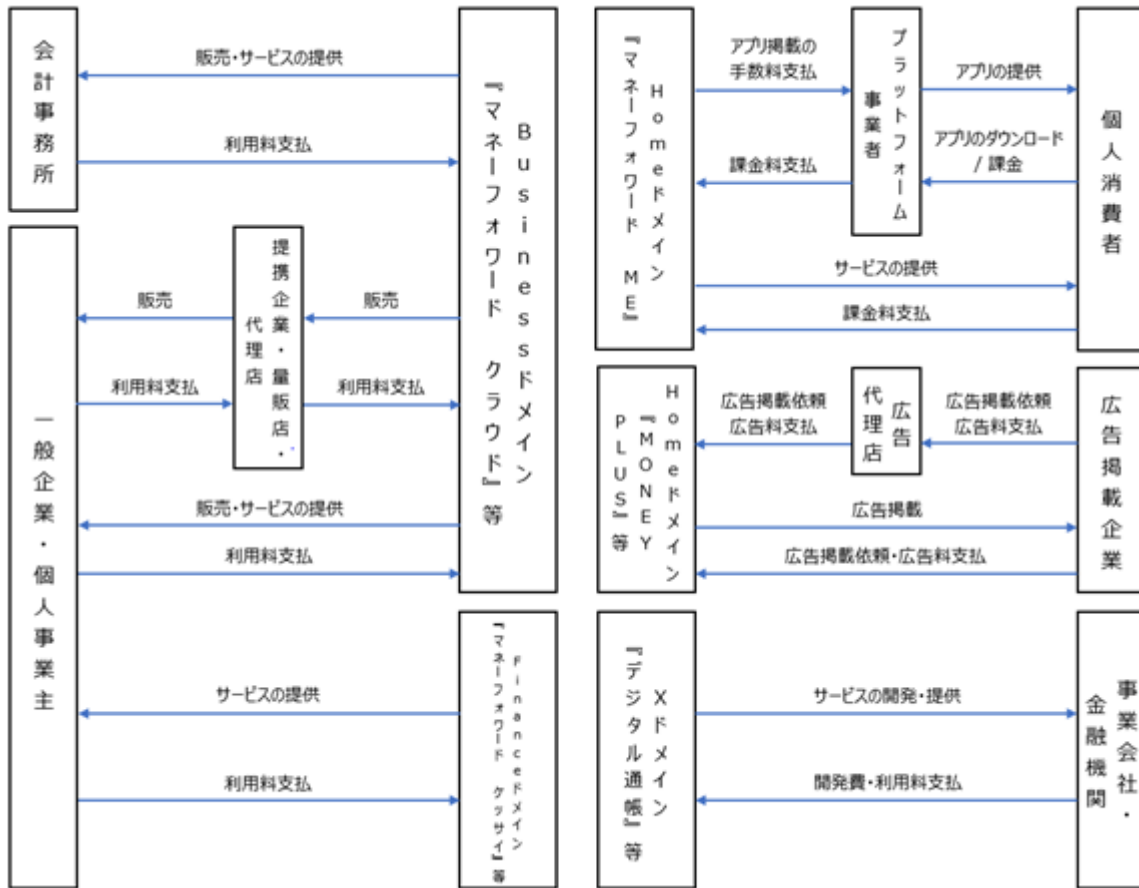 会計事務所
販売・サービスの提供
利用料支払
Businessドメイン
『マネーフォワード クラウド』等
一般企業・個人事業主
提携企業・量販店・
代理店
販売
販売
利用料支払
利用料支払
販売・サービスの提供
利用料支払
サービスの提供
利用料支払
Financeドメイン
『マネーフォワード ケッサイ』等
Homeドメイン
『マネーフォワード ME』
アプリ掲載の
手数料支払
課金料支払
プラットフォーム
事業者
アプリの提供
アプリのダウンロード
/ 課金
サービスの提供
課金料支払
個人消費者
Homeドメイン
『MONEY
PLUS』等
広告掲載依頼
広告料支払
広告
代理店
広告掲載依頼
広告料支払
広告掲載
広告掲載依頼・広告料支払
広告掲載企業
Xドメイン
『デジタル通帳』等
サービスの開発・提供
開発費・利用料支払
事業会社・
金融機関